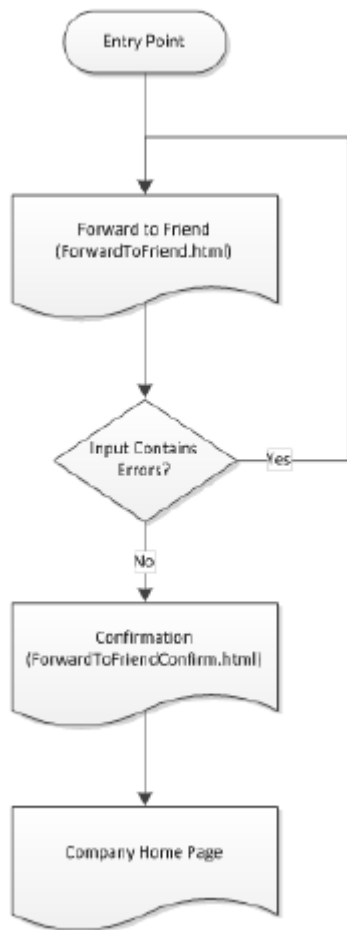 Entry Point
Forward to Friend
(ForwardToFriend.html)
Input Contains
Errors?
Yes
No
Confirmation
(ForwardToFriendConfirm.html)
Company Home Page